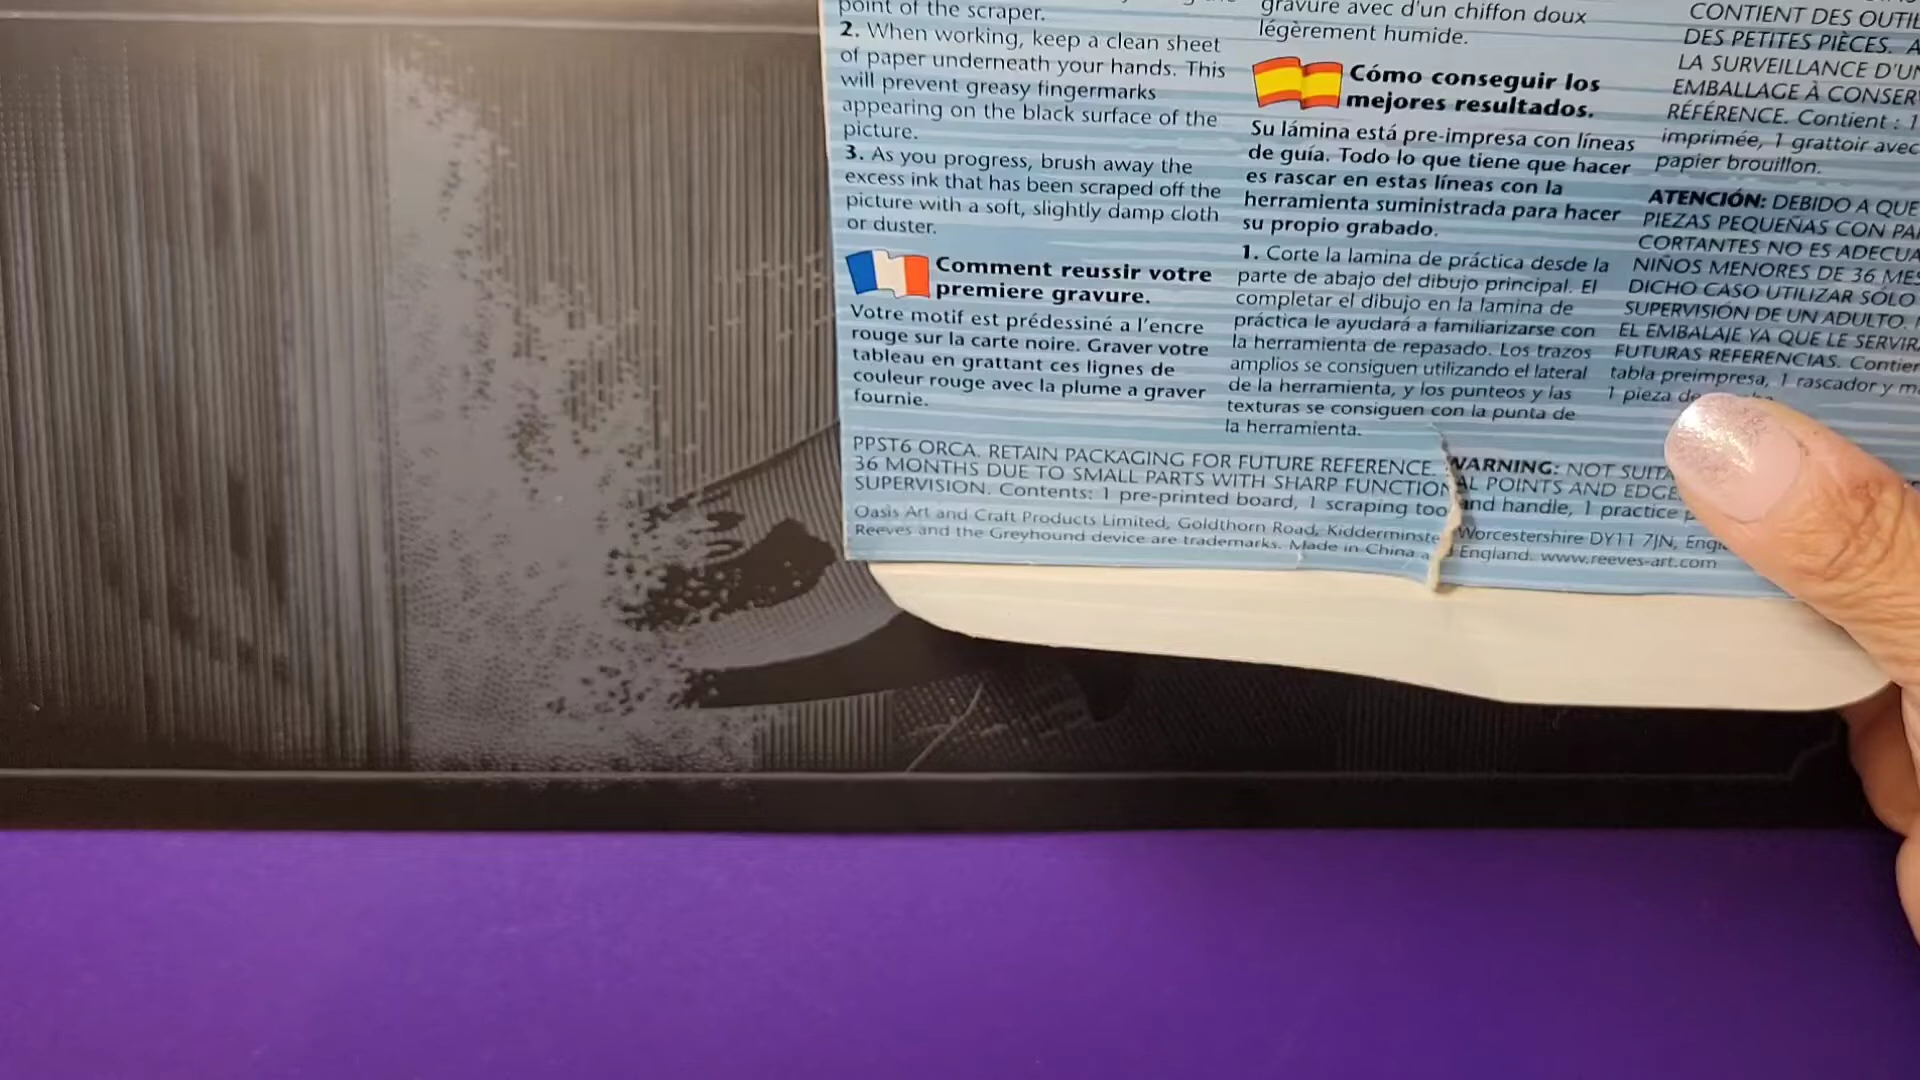 point of the scraper.
2. When working, keep a clean sheet
of paper underneath your hands. This
will prevent greasy fingermarks
appearing on the black surface of the
picture.
3. As you progress, brush away the
excess ink that has been scraped off the
picture with a soft, slightly damp cloth
or duster.
Comment reussir votre
premiere gravure.
Votre motif est prédessiné a l'encre
rouge sur la carte noire. Graver votre
tableau en grattant ces lignes de
couleur rouge avec la plume a graver
fournie.
gravure avec d'un chiffon doux
légèrement humide.
Cómo conseguir los
mejores resultados.
Su lámina está pre-impresa con líneas
de guía. Todo lo que tiene que hacer
es rascar en estas líneas con la
herramienta suministrada para hacer
su propio grabado.
1. Corte la lamina de práctica desde la
parte de abajo del dibujo principal. El
completar el dibujo en la lamina de
práctica le ayudará a familiarizarse con
la herramienta de repasado. Los trazos
amplios se consiguen utilizando el lateral
de la herramienta, y los punteos y las
texturas se consiguen con la punta de
la herramienta.
CONTIENT DES
DES PETITES PIÈCES.
LA SURVEILLANCE
EMBALLAGE À
RÉFÉRENCE. Contient : 1
imprimée, 1 grattoir avec
papier brouillon.
ATENCIÓN: DEBIDO A QUE
PIEZAS PEQUEÑAS CON
CORTANTES NO ES
NIÑOS MENORES DE 36
DICHO CASO UTILIZAR SÓLO
SUPERVISIÓN DE UN ADULTO.
EL EMBALAJE YA QUE LE
FUTURAS REFERENCIAS.
tabla preimpresa, 1 rascador y
1 pieza de
PPST6 ORCA. RETAIN PACKAGING FOR FUTURE REFERENCE. WARNING: NOT
36 MONTHS DUE TO SMALL PARTS WITH SHARP FUNCTIONAL POINTS AND
SUPERVISION. Contents: 1 pre-printed board, 1 scraping tool and handle, 1 practice
Oasis Art and Craft Products Limited, Goldthorn Road, Kidderminster Worcestershire DY11 7JN,
Reeves and the Greyhound device are trademarks. Made in China and England. www.reeves-art.com